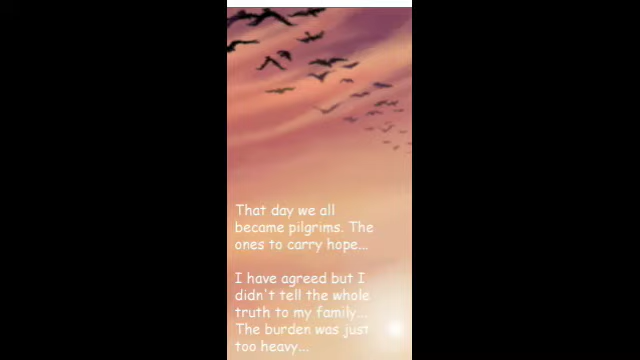 That day we all
became pilgrims. The
ones to carry hope...
I have agreed but I
didn't tell the whole
truth to my family...
The burden was just
too heavy...